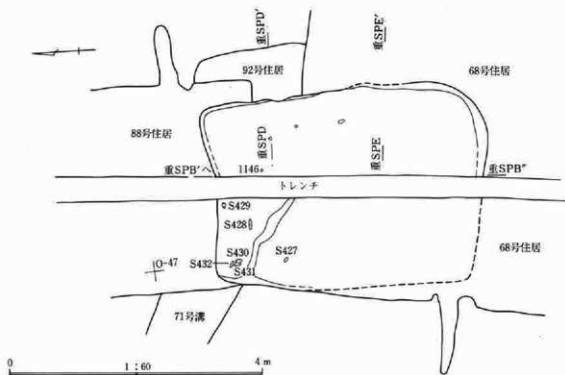 重SPD′
重SPE′
92号住居
68号住居
88号住居
重SPD
重SPE
重SPB′へ
1146
重SPB″
トレンチ
S429
S428
S430
S427
S432
S431
O-47
68号住居
71号溝
0 1:60 4 m